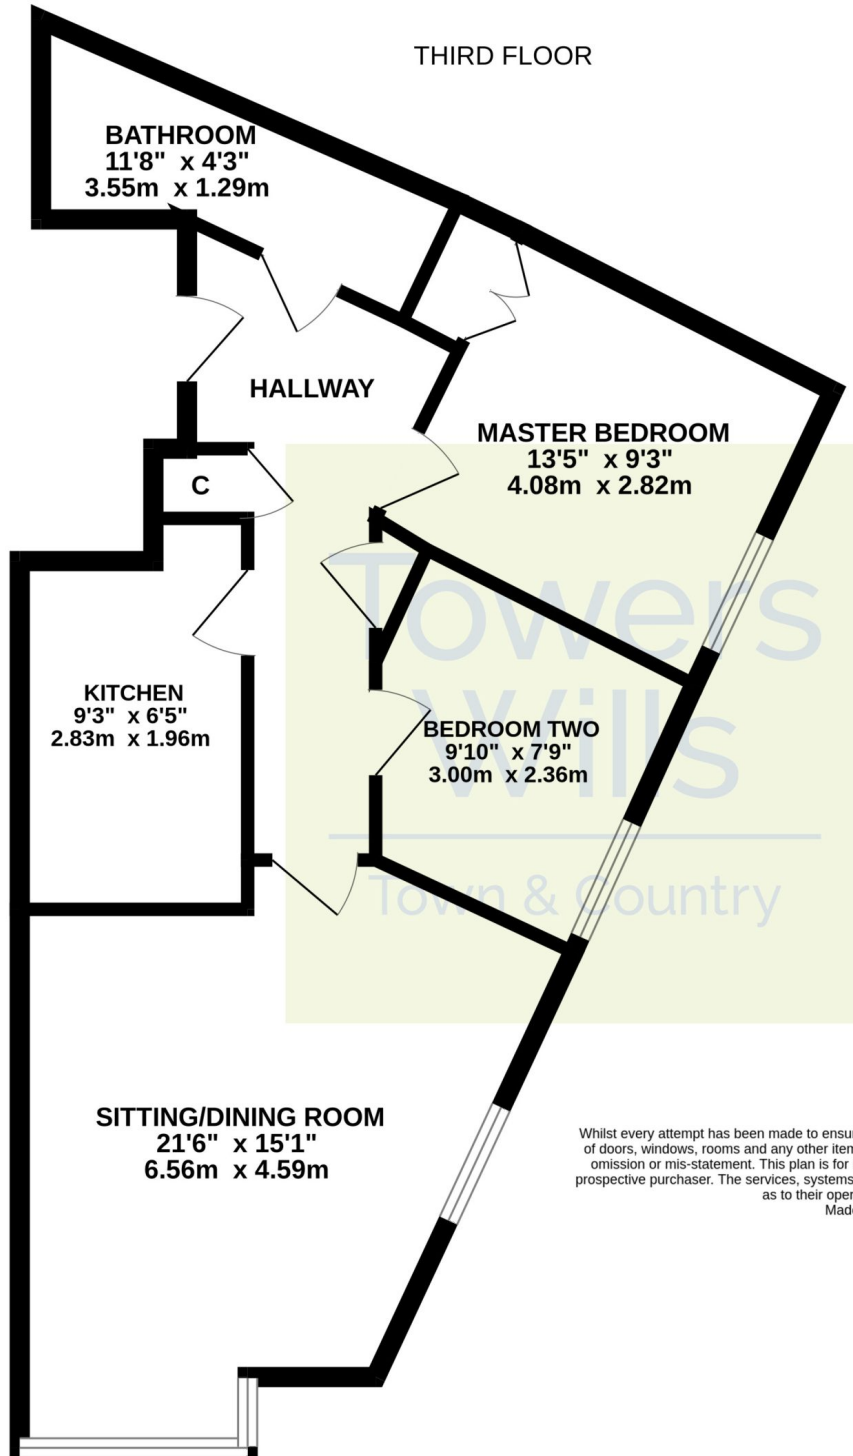 THIRD FLOOR
BATHROOM
11'8" x 4'3"
3.55m x 1.29m
HALLWAY
MASTER BEDROOM
13'5" x 9'3"
4.08m x 2.82m
C
Towers
Wills
KITCHEN
9'3" x 6'5"
2.83m x 1.96m
BEDROOM TWO
9'10" x 7'9"
3.00m x 2.36m
Town & Country
SITTING/DINING ROOM
21'6" x 15'1"
6.56m x 4.59m
Whilst every attempt has been made to ensur
of doors, windows, rooms and any other item
omission or mis-statement. This plan is for
prospective purchaser. The services, systems
as to their oper
Made